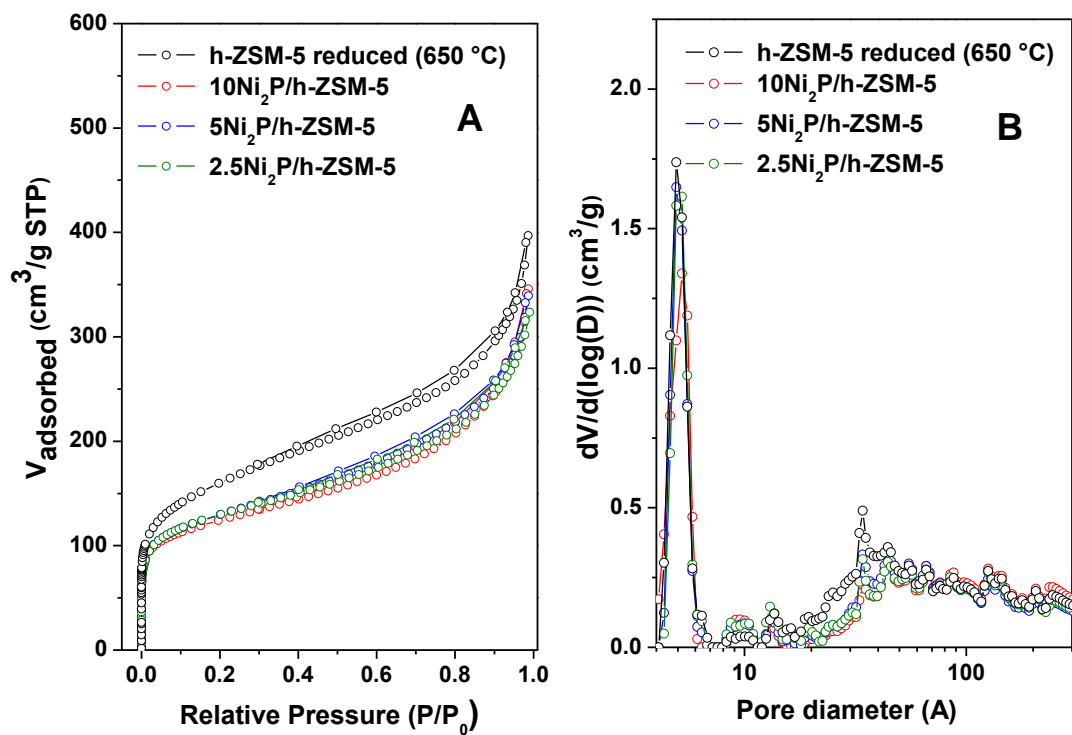 600
500
400
300
200
100
0
V adsorbed (cm³/g STP)
h-ZSM-5 reduced (650 °C)
10Ni₂P/h-ZSM-5
5Ni₂P/h-ZSM-5
2.5Ni₂P/h-ZSM-5
A
0.0 0.2 0.4 0.6 0.8 1.0
Relative Pressure (P/P₀)
2.0
1.5
1.0
0.5
0.0
dV/d(log(D)) (cm³/g)
h-ZSM-5 reduced (650 °C)
10Ni₂P/h-ZSM-5
5Ni₂P/h-ZSM-5
2.5Ni₂P/h-ZSM-5
B
10 100
Pore diameter (A)